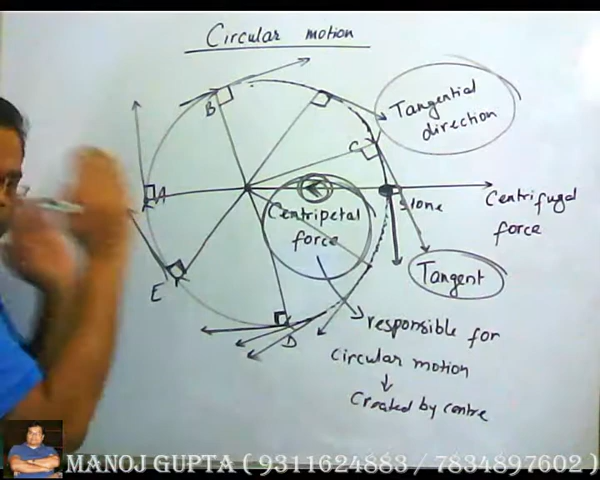 Circular motion
Tangential
direction
B
C
A
Centrifugal
force
stone
Centripetal
force
Tangent
E
D
responsible for
circular motion
↓
Created by centre
MANOJ GUPTA ( 9311624883 / 7834897602 )